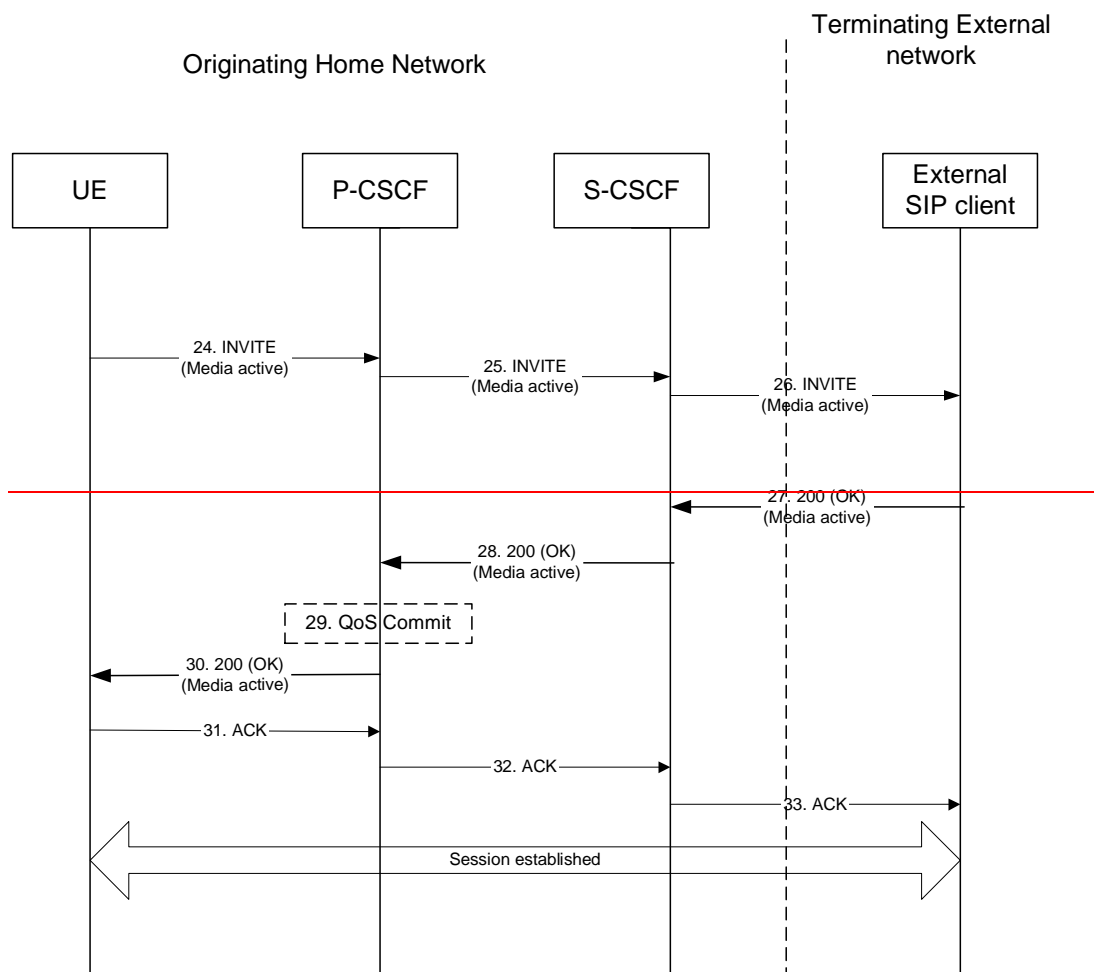 Terminating External
network
Originating Home Network
UE
P-CSCF
S-CSCF
External
SIP client
24. INVITE
(Media active)
25. INVITE
(Media active)
26. INVITE
(Media active)
27. 200 (OK)
(Media active)
28. 200 (OK)
(Media active)
29. QoS Commit
30. 200 (OK)
(Media active)
31. ACK
32. ACK
33. ACK
Session established